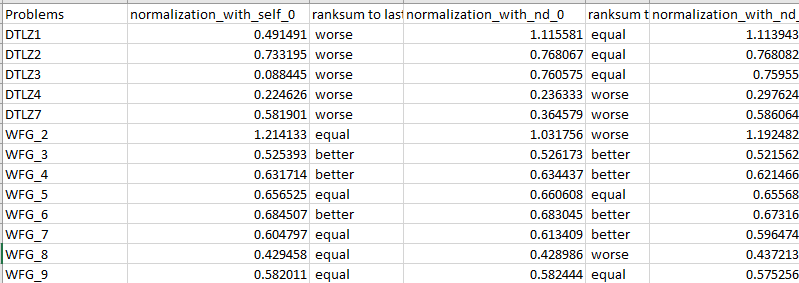 Problems normalization_with_self_0 ranksum to last normalization_with_nd_0 ranksum t normalization_with_nd_
DTLZ1 0.491491 worse 1.115581 equal 1.113943
DTLZ2 0.733195 worse 0.768067 equal 0.768082
DTLZ3 0.088445 worse 0.760575 equal 0.75955
DTLZ4 0.224626 worse 0.236333 worse 0.297624
DTLZ7 0.581901 worse 0.364579 worse 0.586064
WFG_2 1.214133 equal 1.031756 worse 1.192482
WFG_3 0.525393 better 0.526173 better 0.521562
WFG_4 0.631714 better 0.634437 better 0.621466
WFG_5 0.656525 equal 0.660608 equal 0.65568
WFG_6 0.684507 better 0.683045 better 0.67316
WFG_7 0.604797 equal 0.613409 better 0.596474
WFG_8 0.429458 equal 0.428986 worse 0.437213
WFG_9 0.582011 equal 0.582444 equal 0.575256